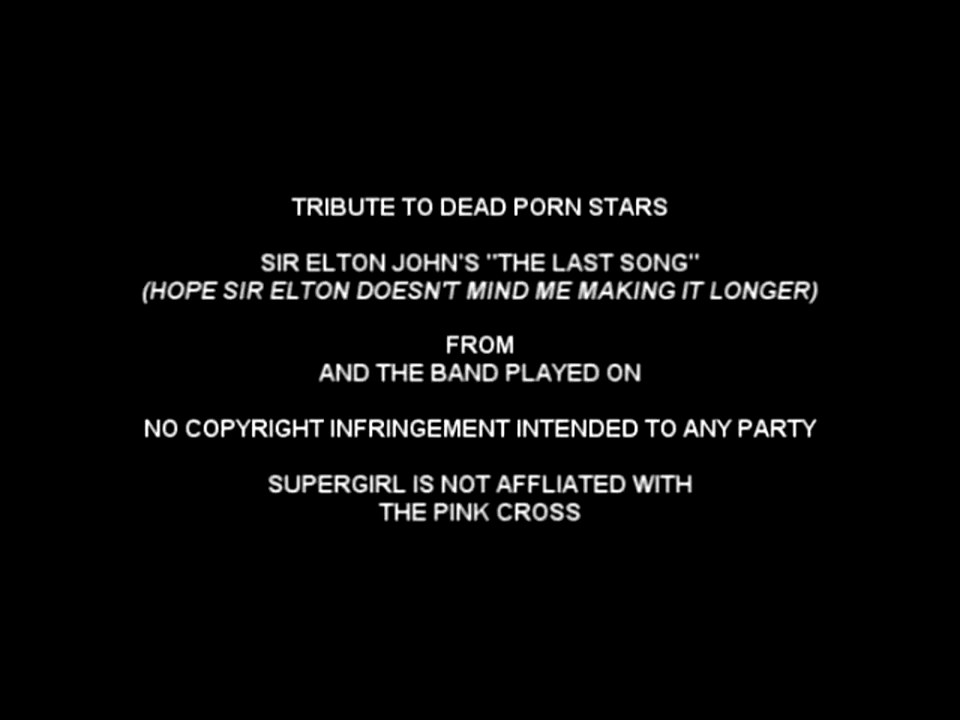 TRIBUTE TO DEAD PORN STARS
SIR ELTON JOHN'S "THE LAST SONG"
(HOPE SIR ELTON DOESN'T MIND ME MAKING IT LONGER)
FROM
AND THE BAND PLAYED ON
NO COPYRIGHT INFRINGEMENT INTENDED TO ANY PARTY
SUPERGIRL IS NOT AFFLIATED WITH
THE PINK CROSS